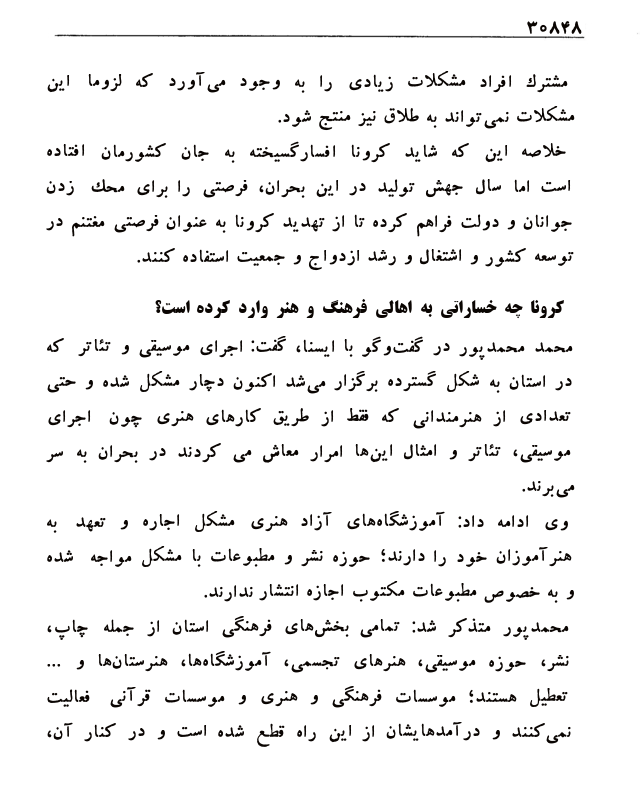 ۳۰۸۴۸
مشترك افراد مشکلات زیادی را به وجود می‌آورد که لزوما این
مشکلات نمی‌تواند به طلاق نیز منتج شود.
خلاصه این که شاید کرونا افسارگسیخته به جان کشورمان افتاده
است اما سال جهش تولید در این بحران، فرصتی را برای محك زدن
جوانان و دولت فراهم کرده تا از تهدید کرونا به عنوان فرصتی مغتنم در
توسعه کشور و اشتغال و رشد ازدواج و جمعیت استفاده کنند.
کرونا چه خساراتی به اهالی فرهنگ و هنر وارد کرده است؟
محمد محمدپور در گفت‌وگو با ایسنا، گفت: اجرای موسیقی و تئاتر که
در استان به شکل گسترده برگزار می‌شد اکنون دچار مشکل شده و حتی
تعدادی از هنرمندانی که فقط از طریق کارهای هنری چون اجرای
موسیقی، تئاتر و امثال این‌ها امرار معاش می کردند در بحران به سر
می‌برند.
وی ادامه داد: آموزشگاه‌های آزاد هنری مشکل اجاره و تعهد به
هنرآموزان خود را دارند؛ حوزه نشر و مطبوعات با مشکل مواجه شده
و به خصوص مطبوعات مکتوب اجازه انتشار ندارند.
محمدپور متذکر شد: تمامی بخش‌های فرهنگی استان از جمله چاپ،
نشر، حوزه موسیقی، هنرهای تجسمی، آموزشگاه‌ها، هنرستان‌ها و ...
تعطیل هستند؛ موسسات فرهنگی و هنری و موسسات قرآنی فعالیت
نمی‌کنند و درآمدهایشان از این راه قطع شده است و در کنار آن،